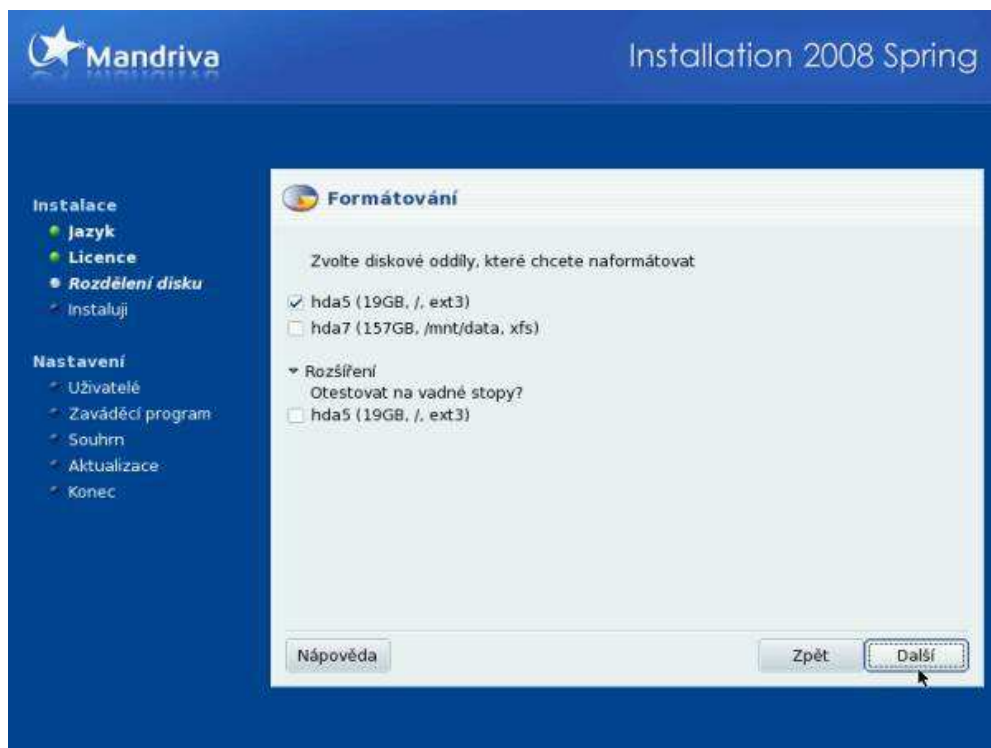 Mandriva
Installation 2008 Spring
Instalace
Jazyk
Licence
Rozdělení disku
Instaluji
Nastavení
Uživatelé
Zaváděcí program
Souhrn
Aktualizace
Konec
Formátování
Zvolte diskové oddíly, které chcete naformátovat
hda5 (19GB, /, ext3)
hda7 (157GB, /mnt/data, xfs)
Rozšíření
Otestovat na vadné stopy?
hda5 (19GB, /, ext3)
Nápověda
Zpět
Další